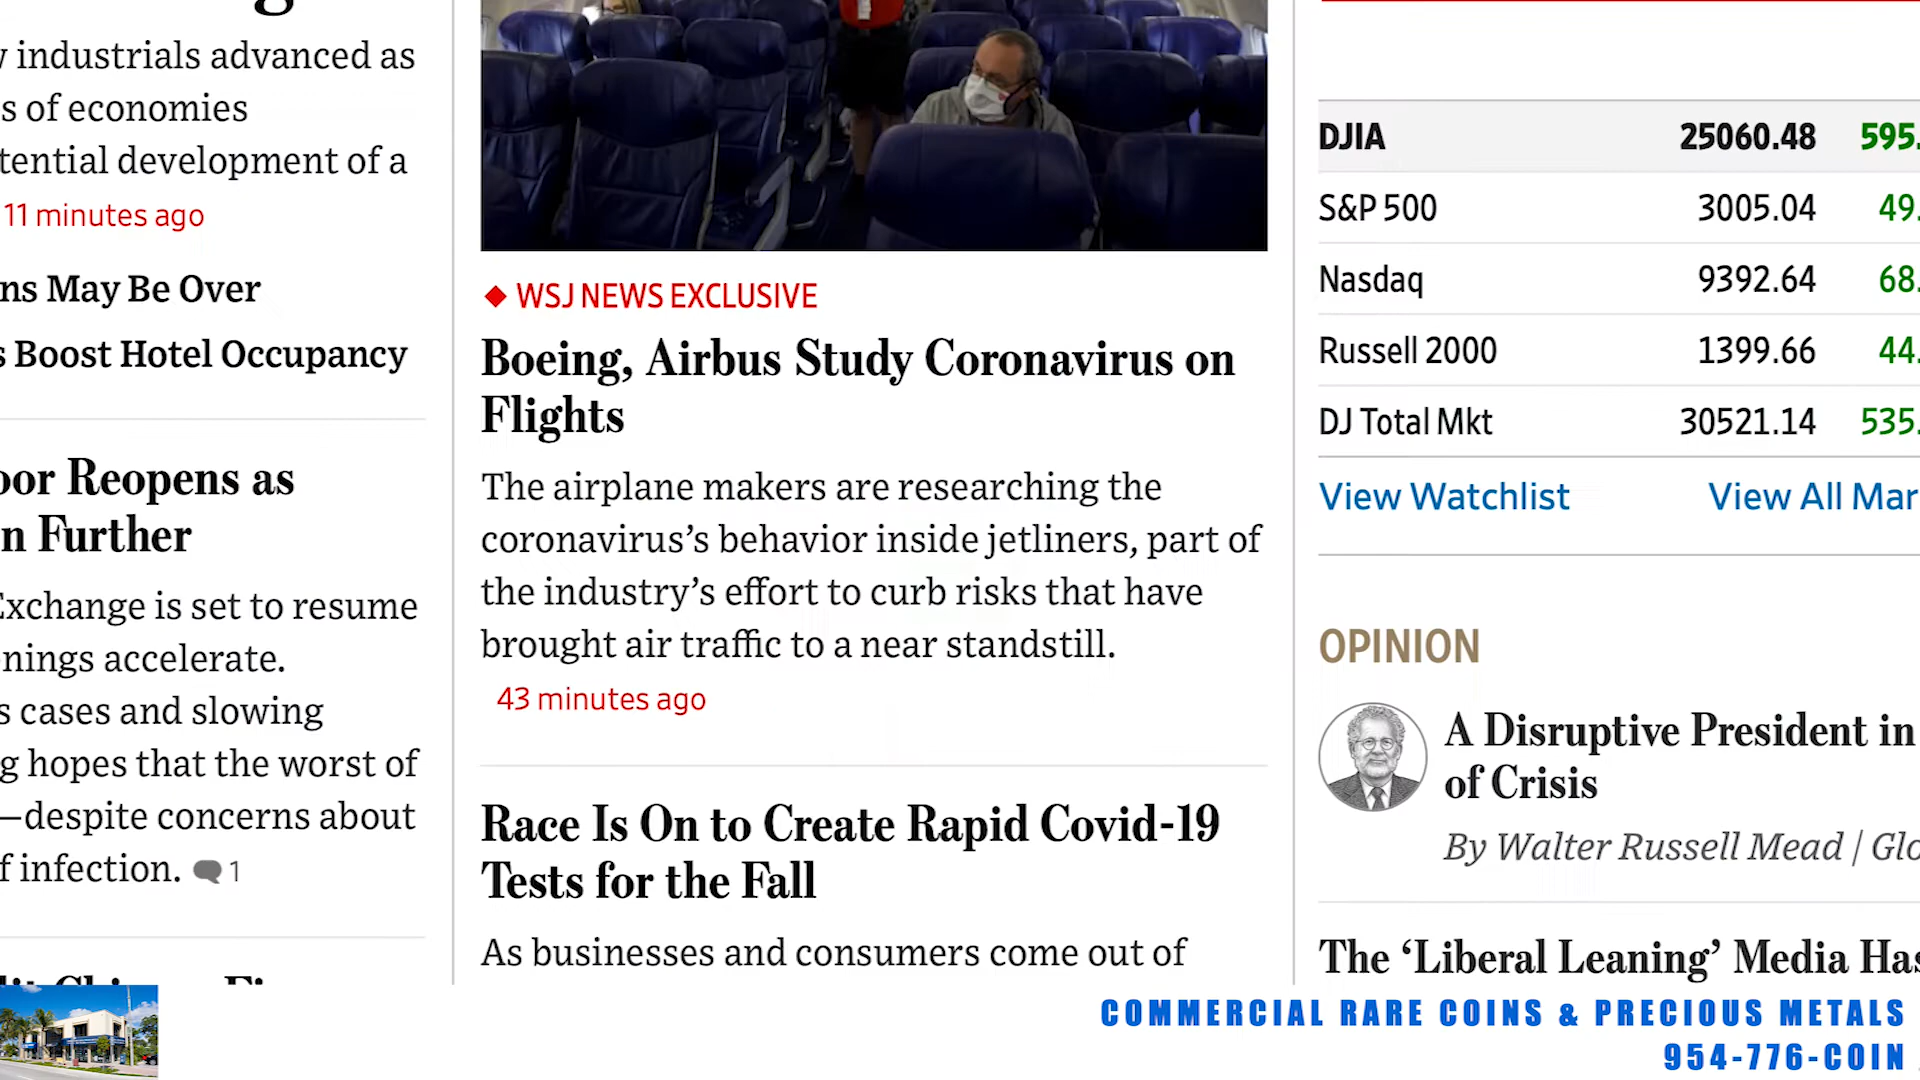 industrials advanced as
s of economies
tential development of a
11 minutes ago
ns May Be Over
s Boost Hotel Occupancy
oor Reopens as
n Further
Exchange is set to resume
nings accelerate.
s cases and slowing
g hopes that the worst of
—despite concerns about
f infection. 1
WSJ NEWS EXCLUSIVE
Boeing, Airbus Study Coronavirus on
Flights
The airplane makers are researching the
coronavirus’s behavior inside jetliners, part of
the industry’s effort to curb risks that have
brought air traffic to a near standstill.
43 minutes ago
Race Is On to Create Rapid Covid-19
Tests for the Fall
As businesses and consumers come out of
DJIA 25060.48 595.
S&P 500 3005.04 49.
Nasdaq 9392.64 68.
Russell 2000 1399.66 44.
DJ Total Mkt 30521.14 535.
View Watchlist View All Mar
OPINION
A Disruptive President in
of Crisis
By Walter Russell Mead | Glo
The ‘Liberal Leaning’ Media Has
COMMERCIAL RARE COINS & PRECIOUS METALS
954-776-COIN